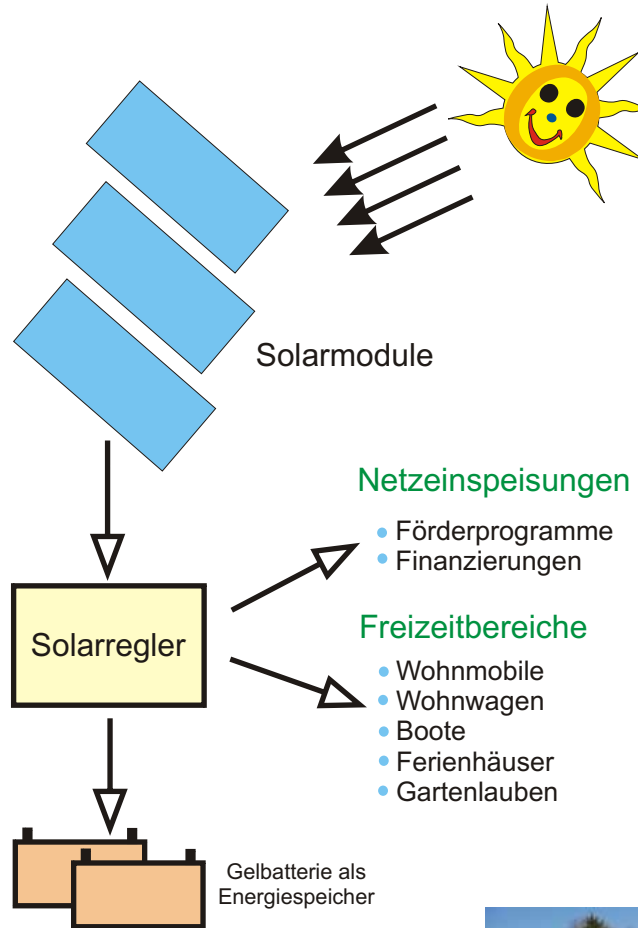 Solarmodule
Netzeinspeisungen
Förderprogramme
Finanzierungen
Solarregler
Freizeitbereiche
Wohnmobile
Wohnwagen
Boote
Ferienhäuser
Gartenlauben
Gelbatterie als
Energiespeicher